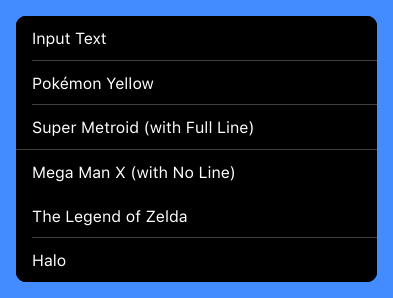 Input Text
Pokémon Yellow
Super Metroid (with Full Line)
Mega Man X (with No Line)
The Legend of Zelda
Halo